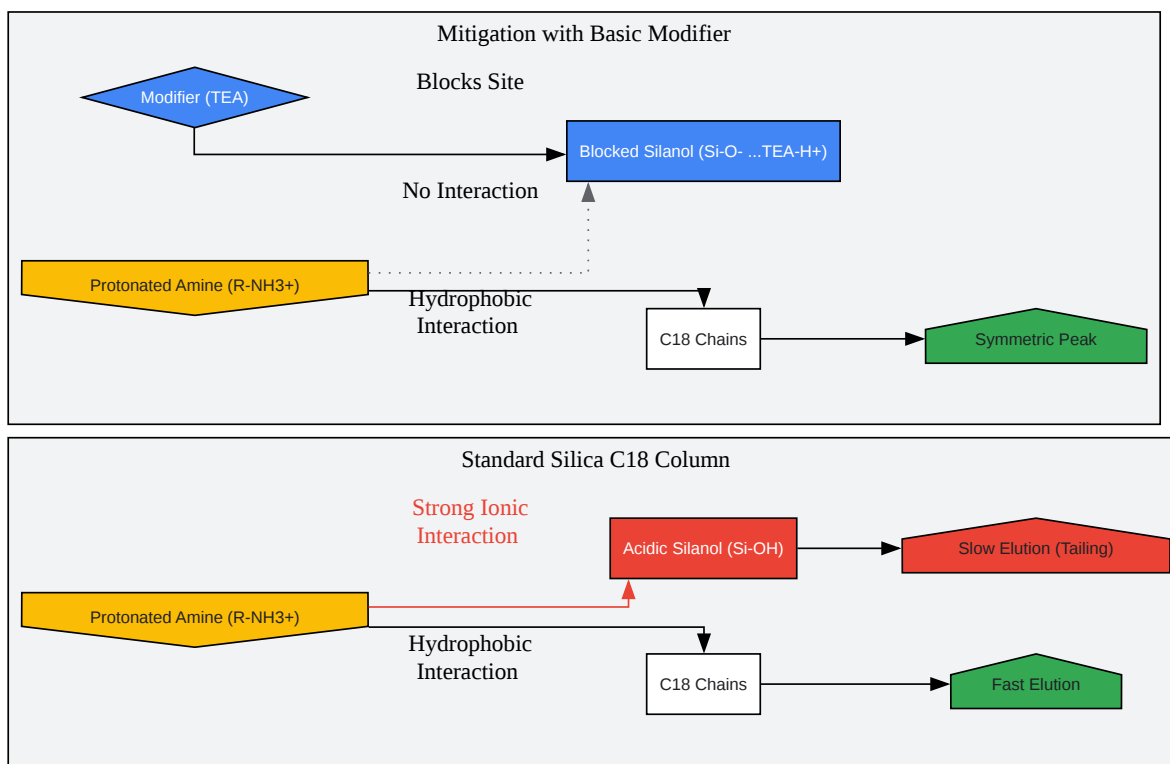 Mitigation with Basic Modifier
Blocks Site
Modifier (TEA)
Blocked Silanol (Si-O- ...TEA-H+)
No Interaction
Protonated Amine (R-NH3+)
Hydrophobic
Interaction
C18 Chains
Symmetric Peak
Standard Silica C18 Column
Strong Ionic
Interaction
Acidic Silanol (Si-OH)
Slow Elution (Tailing)
Protonated Amine (R-NH3+)
Hydrophobic
Interaction
C18 Chains
Fast Elution